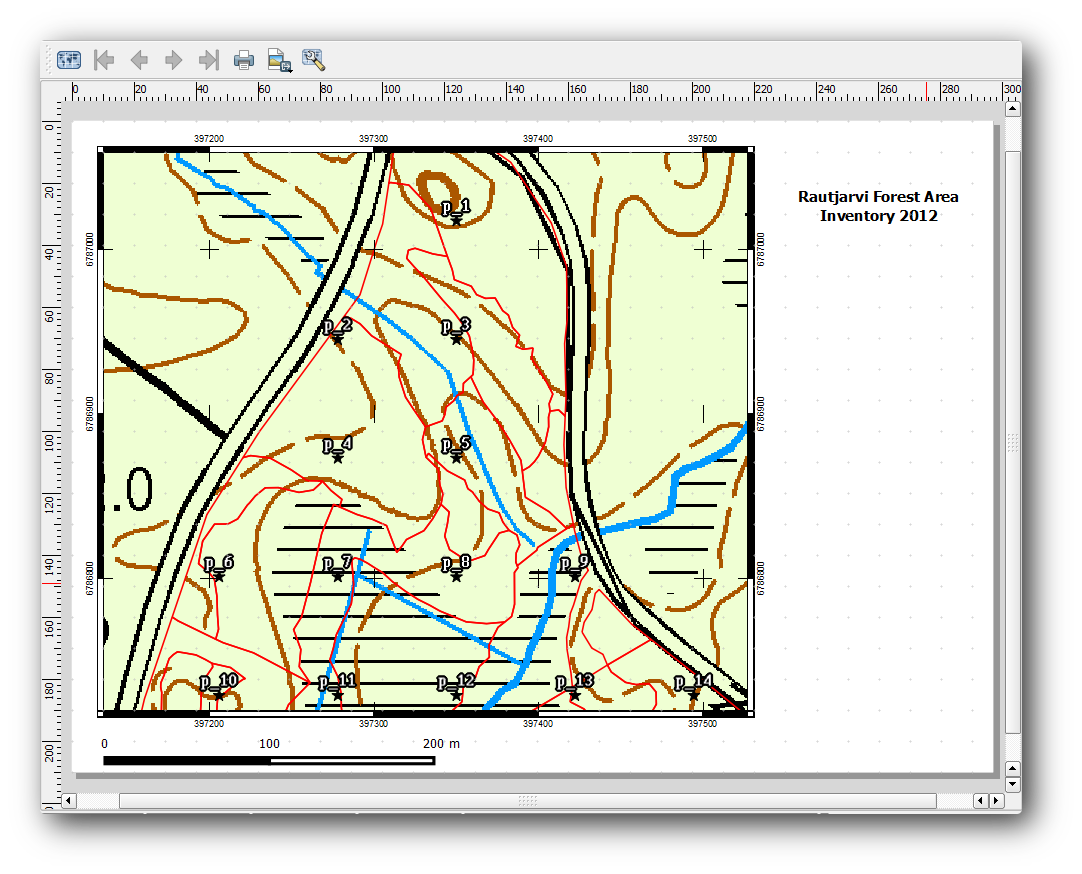 0 20 40 60 80 100 120 140 160 180 200 220 240 260 280 300
0
20
40
60
80
100
120
140
160
180
200
397200 397300 397400 397500
6787000 6787000
6786900 6786900
6786800 6786800
Rautjarvi Forest Area
Inventory 2012
p_1
p_2 p_3
p_4 p_5
.0
p_6 p_7 p_8 p_9
p_10 p_11 p_12 p_13 p_14
397200 397300 397400 397500
0 100 200 m